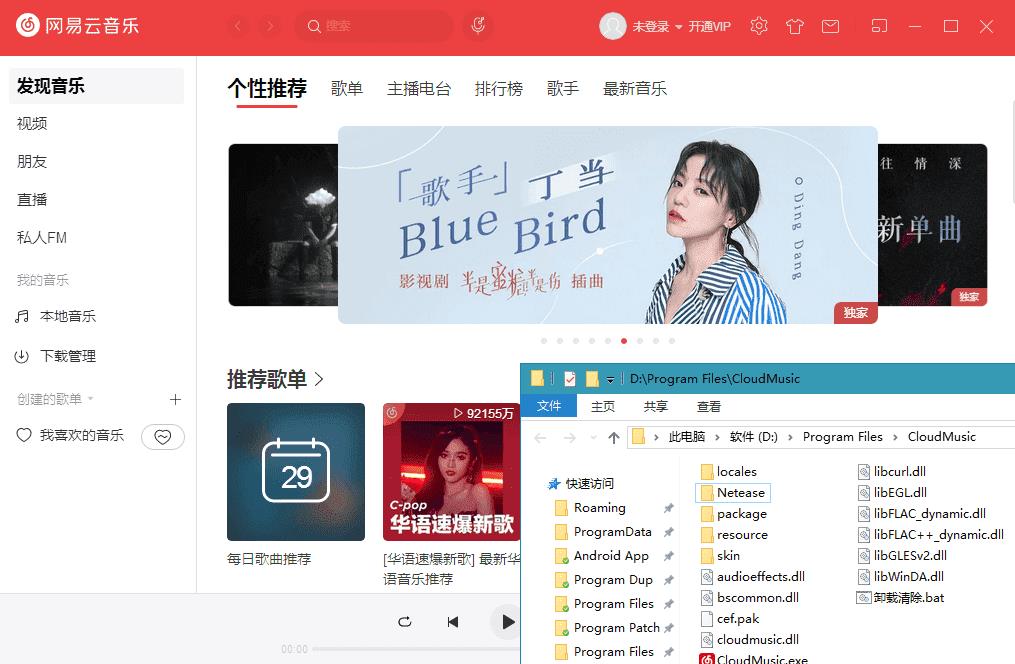 网易云音乐
搜索
未登录
开通VIP
发现音乐
视频
朋友
直播
私人FM
我的音乐
本地音乐
下载管理
创建的歌单
我喜欢的音乐
个性推荐 歌单 主播电台 排行榜 歌手 最新音乐
「歌手」丁当
Blue Bird
影视剧 半是蜜糖半是伤 插曲
Ding Dang
独家
往情深
新单曲
独家
推荐歌单
29
每日歌曲推荐
92155万
C-pop
华语速爆新歌
[华语速爆新歌] 最新华
语音乐推荐
00:00
D:\Program Files\CloudMusic
文件 主页 共享 查看
此电脑 软件 (D:) Program Files CloudMusic
快速访问
Roaming
ProgramData
Android App
Program Dup
Program Files
Program Patch
Program Files
locales
Netease
package
resource
skin
audioeffects.dll
bscommon.dll
cef.pak
cloudmusic.dll
CloudMusic.exe
libcurl.dll
libEGL.dll
libFLAC_dynamic.dll
libFLAC++_dynamic.dll
libGLESv2.dll
libWinDA.dll
卸载清除.bat